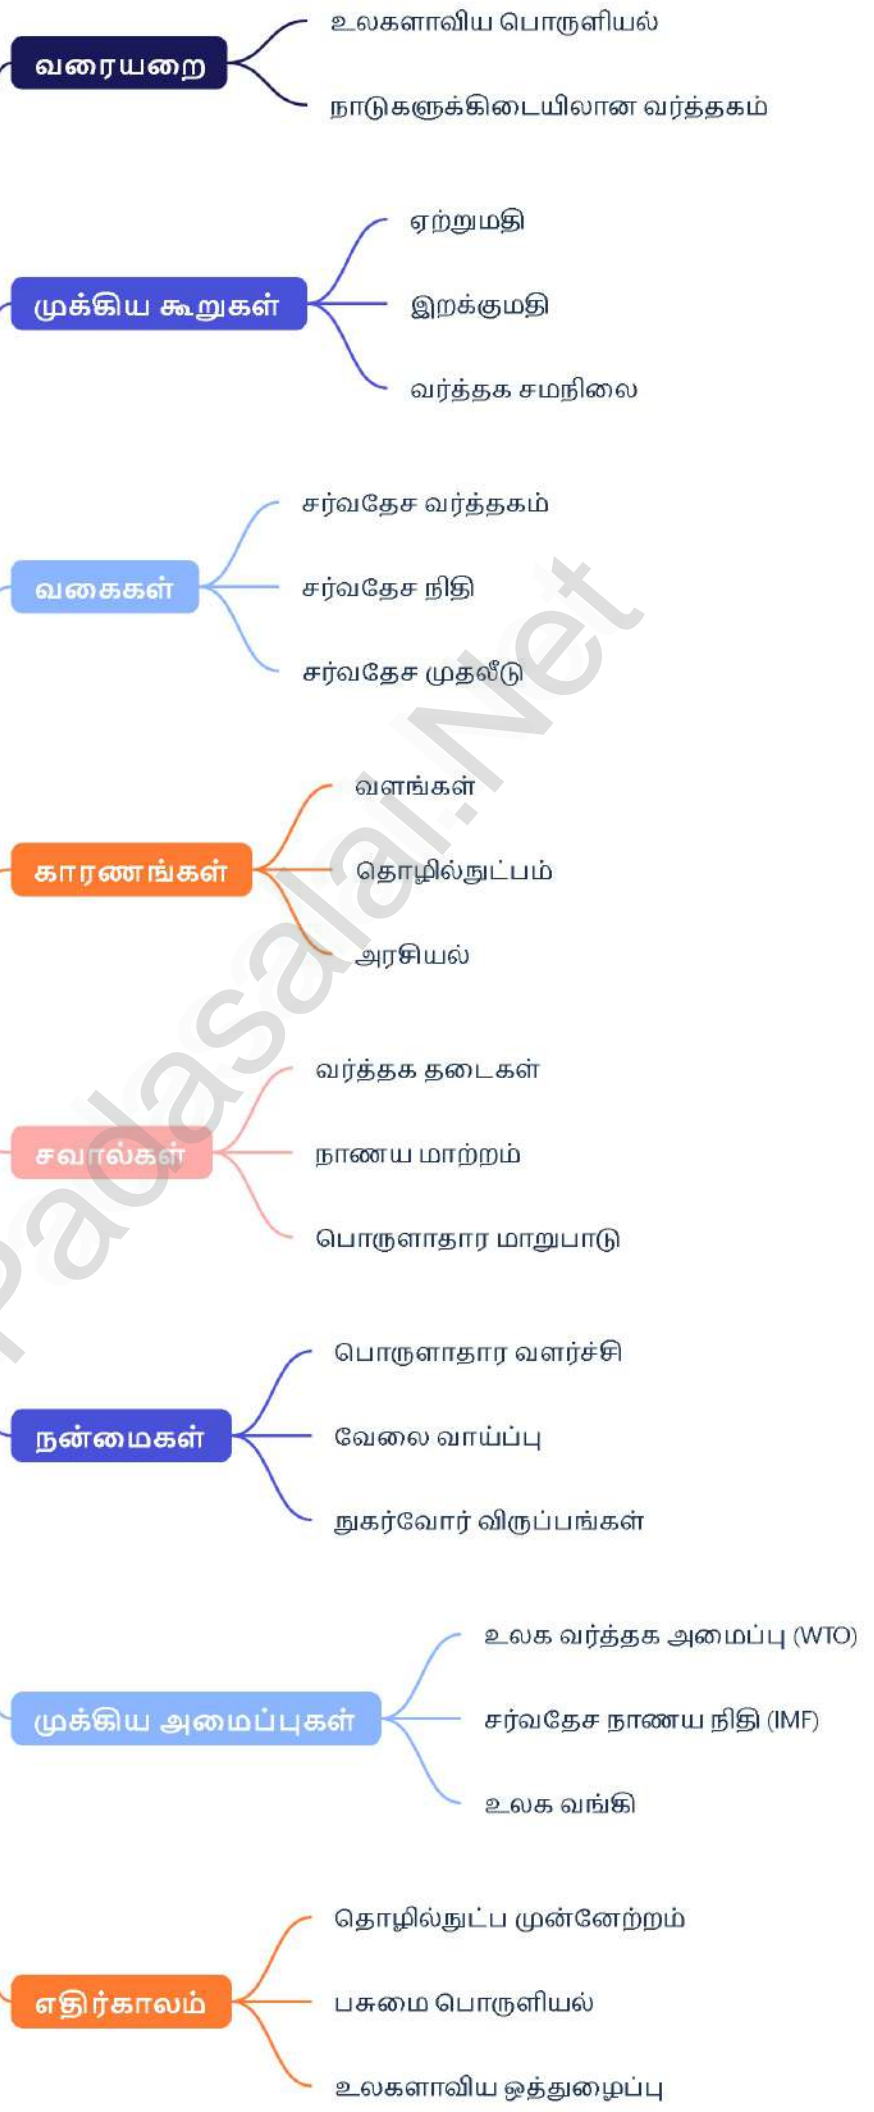 வரையறை
உலகளாவிய பொருளியல்
நாடுகளுக்கிடையிலான வர்த்தகம்
முக்கிய கூறுகள்
ஏற்றுமதி
இறக்குமதி
வர்த்தக சமநிலை
வகைகள்
சர்வதேச வர்த்தகம்
சர்வதேச நிதி
சர்வதேச முதலீடு
காரணங்கள்
வளங்கள்
தொழில்நுட்பம்
அரசியல்
சவால்கள்
வர்த்தக தடைகள்
நாணய மாற்றம்
பொருளாதார மாறுபாடு
நன்மைகள்
பொருளாதார வளர்ச்சி
வேலை வாய்ப்பு
நுகர்வோர் விருப்பங்கள்
முக்கிய அமைப்புகள்
உலக வர்த்தக அமைப்பு (WTO)
சர்வதேச நாணய நிதி (IMF)
உலக வங்கி
எதிர்காலம்
தொழில்நுட்ப முன்னேற்றம்
பசுமை பொருளியல்
உலகளாவிய ஒத்துழைப்பு
Padasalai.Net